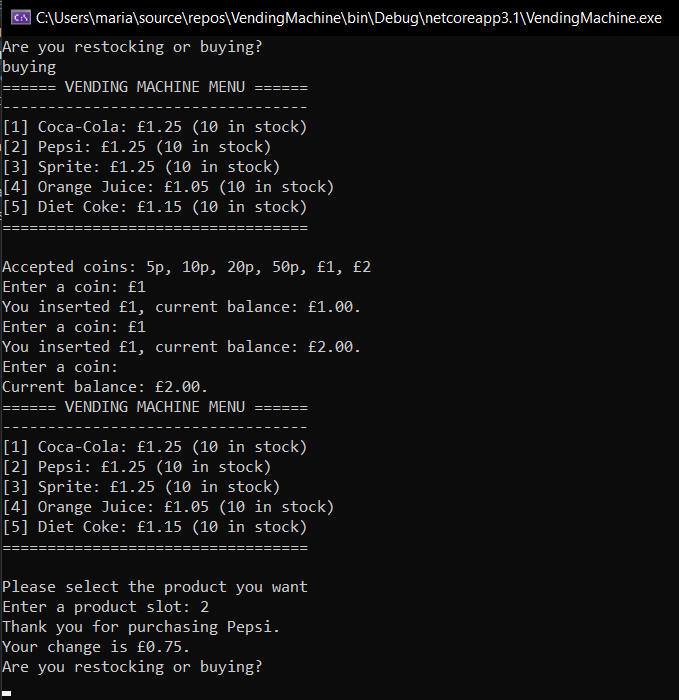 C:\Users\maria\source\repos\VendingMachine\bin\Debug\netcoreapp3.1\VendingMachine.exe
Are you restocking or buying?
buying
====== VENDING MACHINE MENU ======
----------------------------------
[1] Coca-Cola: £1.25 (10 in stock)
[2] Pepsi: £1.25 (10 in stock)
[3] Sprite: £1.25 (10 in stock)
[4] Orange Juice: £1.05 (10 in stock)
[5] Diet Coke: £1.15 (10 in stock)
==================================

Accepted coins: 5p, 10p, 20p, 50p, £1, £2
Enter a coin: £1
You inserted £1, current balance: £1.00.
Enter a coin: £1
You inserted £1, current balance: £2.00.
Enter a coin:
Current balance: £2.00.
====== VENDING MACHINE MENU ======
----------------------------------
[1] Coca-Cola: £1.25 (10 in stock)
[2] Pepsi: £1.25 (10 in stock)
[3] Sprite: £1.25 (10 in stock)
[4] Orange Juice: £1.05 (10 in stock)
[5] Diet Coke: £1.15 (10 in stock)
==================================

Please select the product you want
Enter a product slot: 2
Thank you for purchasing Pepsi.
Your change is £0.75.
Are you restocking or buying?